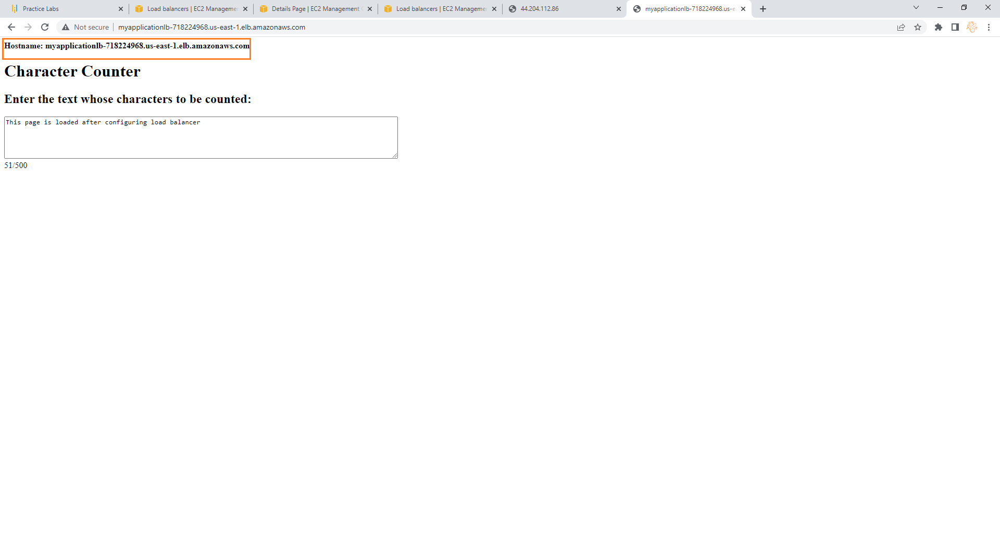 Practice Labs
Load balancers | EC2 Managemen
Details Page | EC2 Management
Load balancers | EC2 Managemen
44.204.112.86
myapplicationlb-718224968.us-e
Not secure
myapplicationlb-718224968.us-east-1.elb.amazonaws.com
Hostname: myapplicationlb-718224968.us-east-1.elb.amazonaws.com
Character Counter
Enter the text whose characters to be counted:
This page is loaded after configuring load balancer
51/500